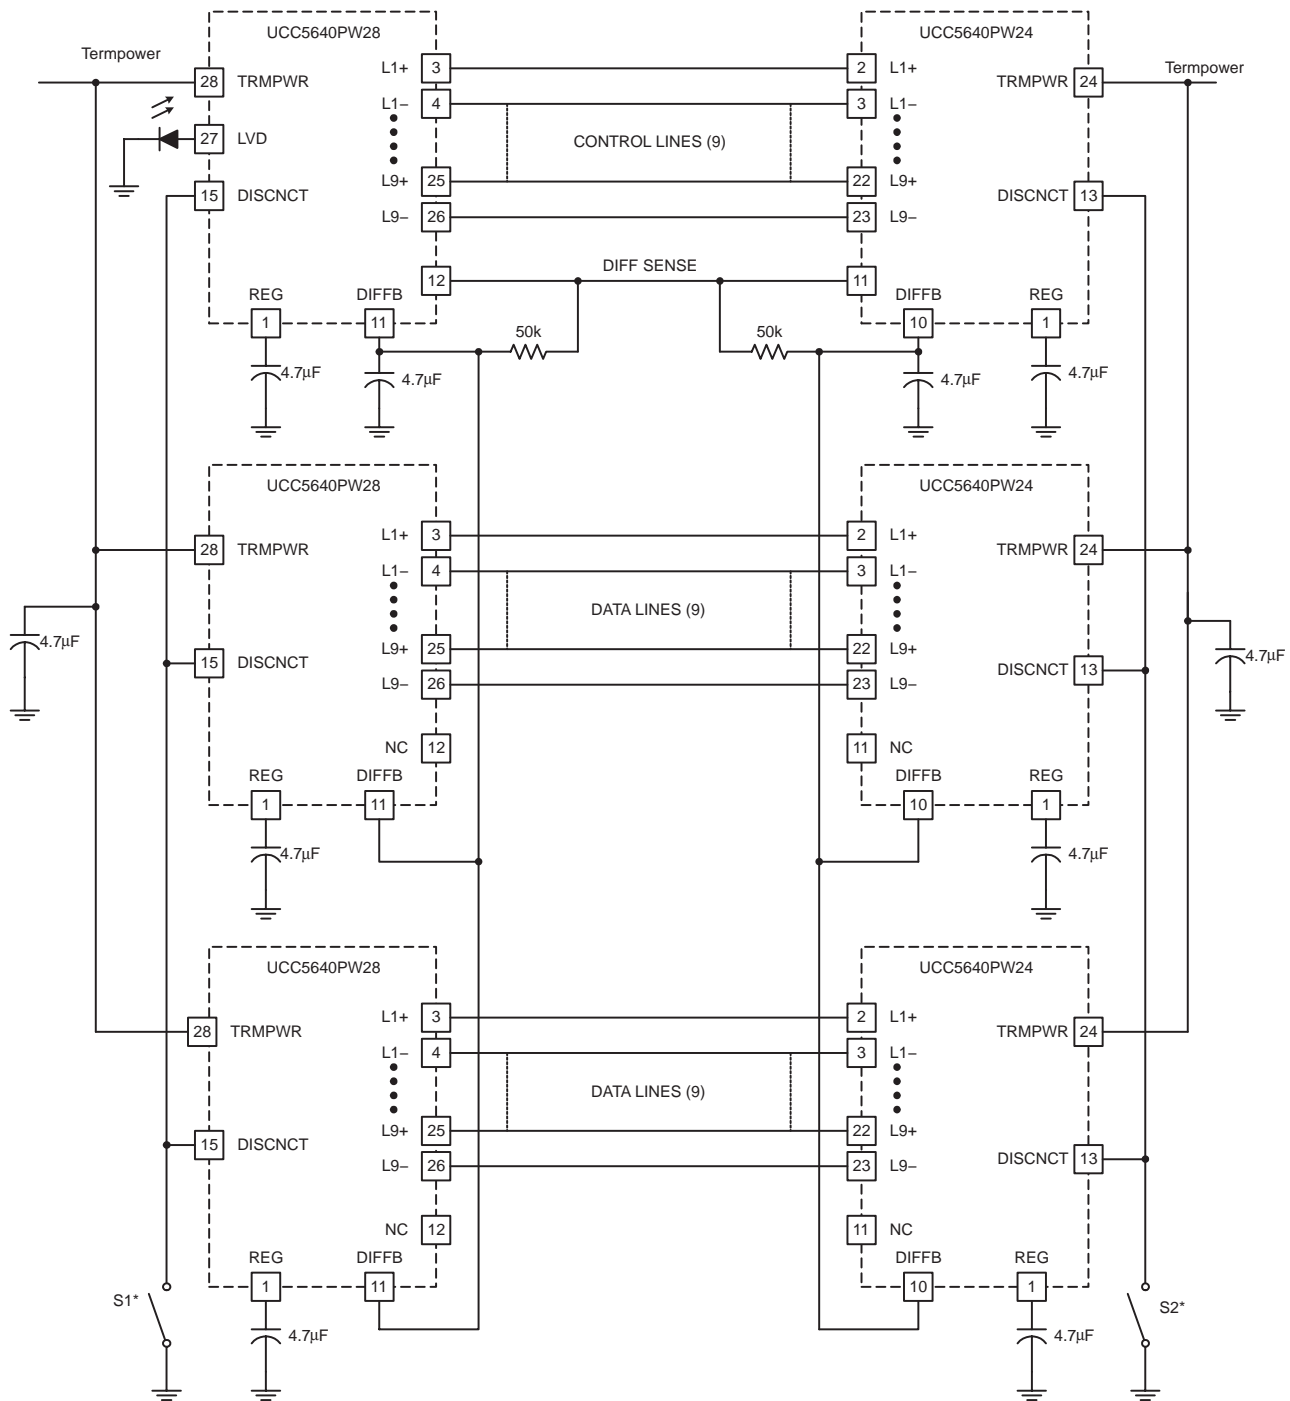 UCC5640PW28
UCC5640PW24
Termpower
Termpower
28 TRMPWR
L1+ 3
2 L1+
TRMPWR 24
L1– 4
3 L1–
27 LVD
CONTROL LINES (9)
L9+ 25
22 L9+
15 DISCNCT
DISCNCT 13
L9– 26
23 L9–
DIFF SENSE
12
11
REG
DIFFB
DIFFB
REG
1
11
10
1
50k
50k
4.7µF
4.7µF
4.7µF
4.7µF
UCC5640PW28
UCC5640PW24
L1+ 3
2 L1+
28 TRMPWR
TRMPWR 24
L1– 4
3 L1–
DATA LINES (9)
4.7µF
L9+ 25
22 L9+
4.7µF
15 DISCNCT
DISCNCT 13
L9– 26
23 L9–
NC 12
11 NC
REG
DIFFB
DIFFB
REG
1
11
10
1
4.7µF
4.7µF
UCC5640PW28
UCC5640PW24
L1+ 3
2 L1+
28 TRMPWR
TRMPWR 24
L1– 4
3 L1–
DATA LINES (9)
L9+ 25
22 L9+
15 DISCNCT
DISCNCT 13
L9– 26
23 L9–
NC 12
11 NC
REG
DIFFB
DIFFB
REG
1
11
10
1
S1*
S2*
4.7µF
4.7µF